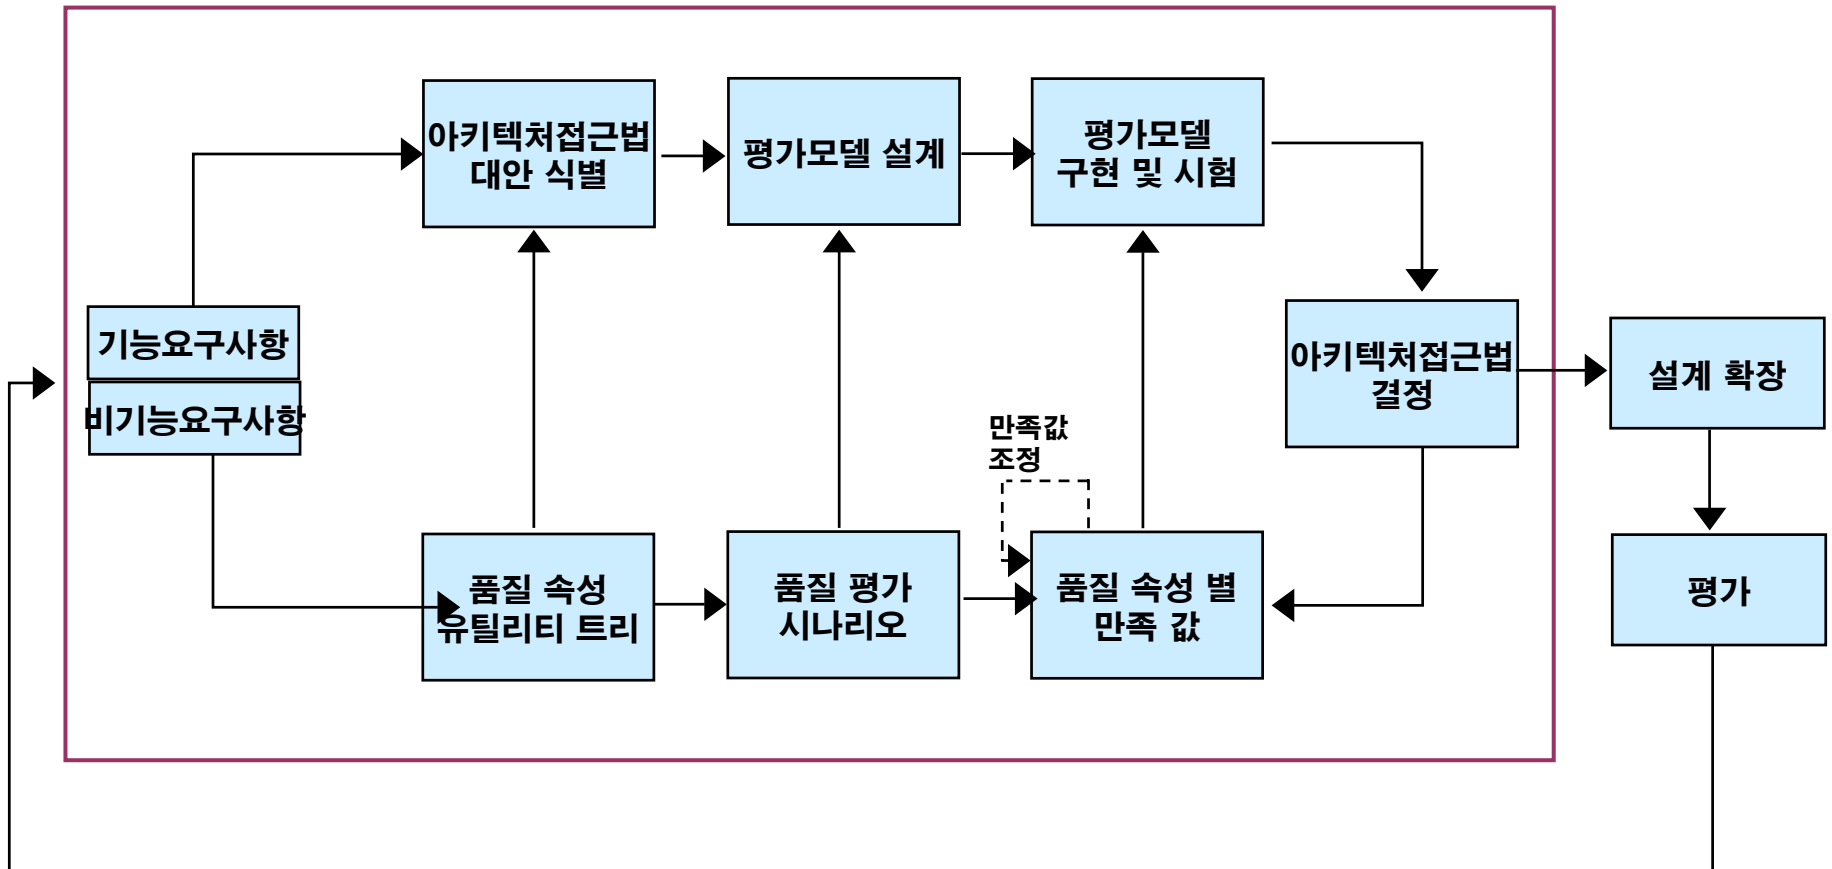 아키텍처접근법
대안 식별
평가모델 설계
평가모델
구현 및 시험
기능요구사항
비기능요구사항
아키텍처접근법
결정
설계 확장
만족값
조정
품질 속성
유틸리티 트리
품질 평가
시나리오
품질 속성 별
만족 값
평가